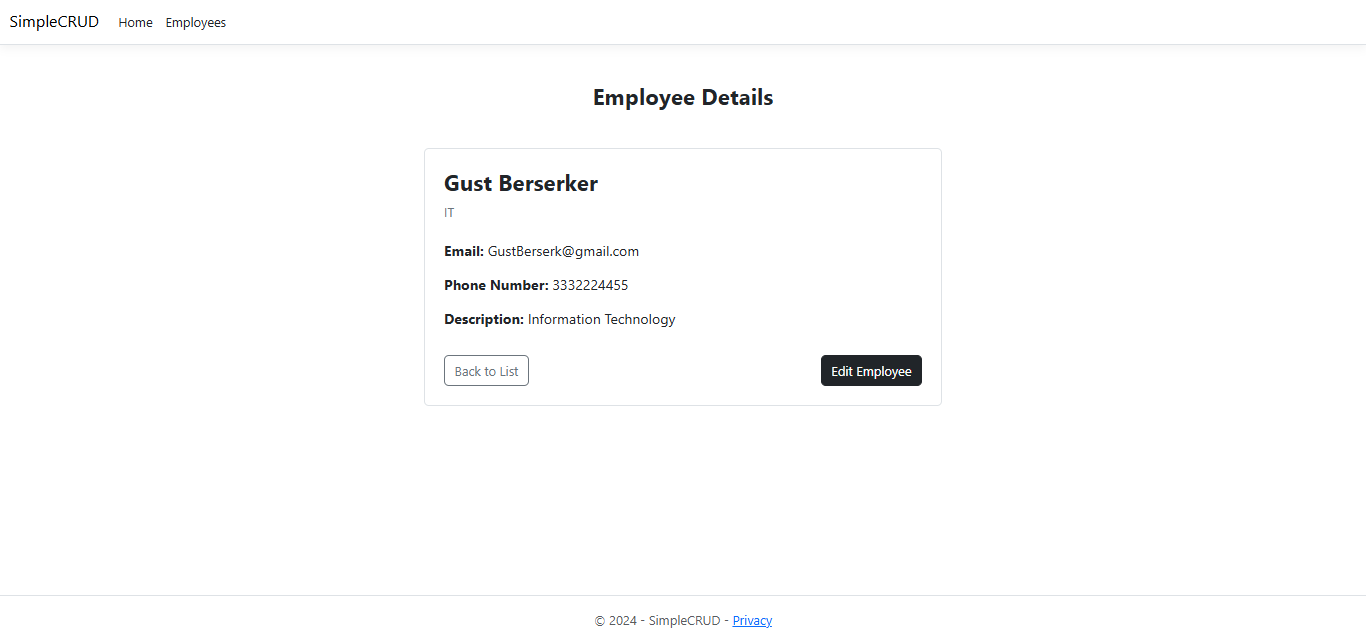 SimpleCRUD Home Employees
Employee Details
Gust Berserker
IT
Email: GustBerserk@gmail.com
Phone Number: 3332224455
Description: Information Technology
Back to List Edit Employee
© 2024 - SimpleCRUD - Privacy